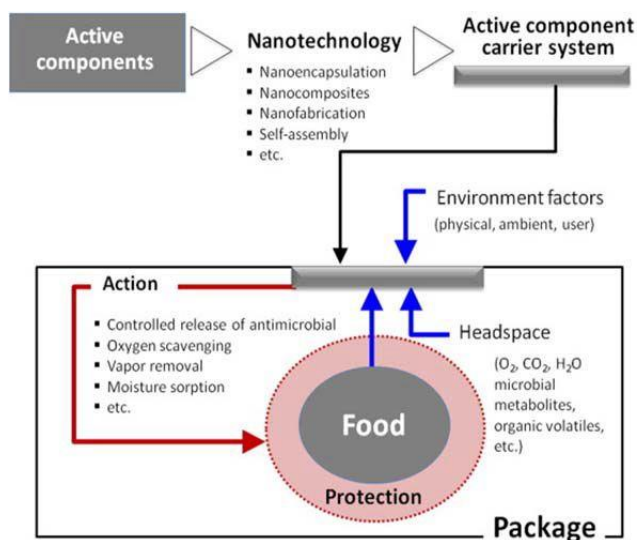 Active
components
Nanotechnology
▪ Nanoencapsulation
▪ Nanocomposites
▪ Nanofabrication
▪ Self-assembly
▪ etc.
Active component
carrier system
Environment factors
(physical, ambient, user)
Action
▪ Controlled release of antimicrobial
▪ Oxygen scavenging
▪ Vapor removal
▪ Moisture sorption
▪ etc.
Headspace
(O₂, CO₂, H₂O
microbial
metabolites,
organic volatiles,
etc.)
Food
Protection
Package